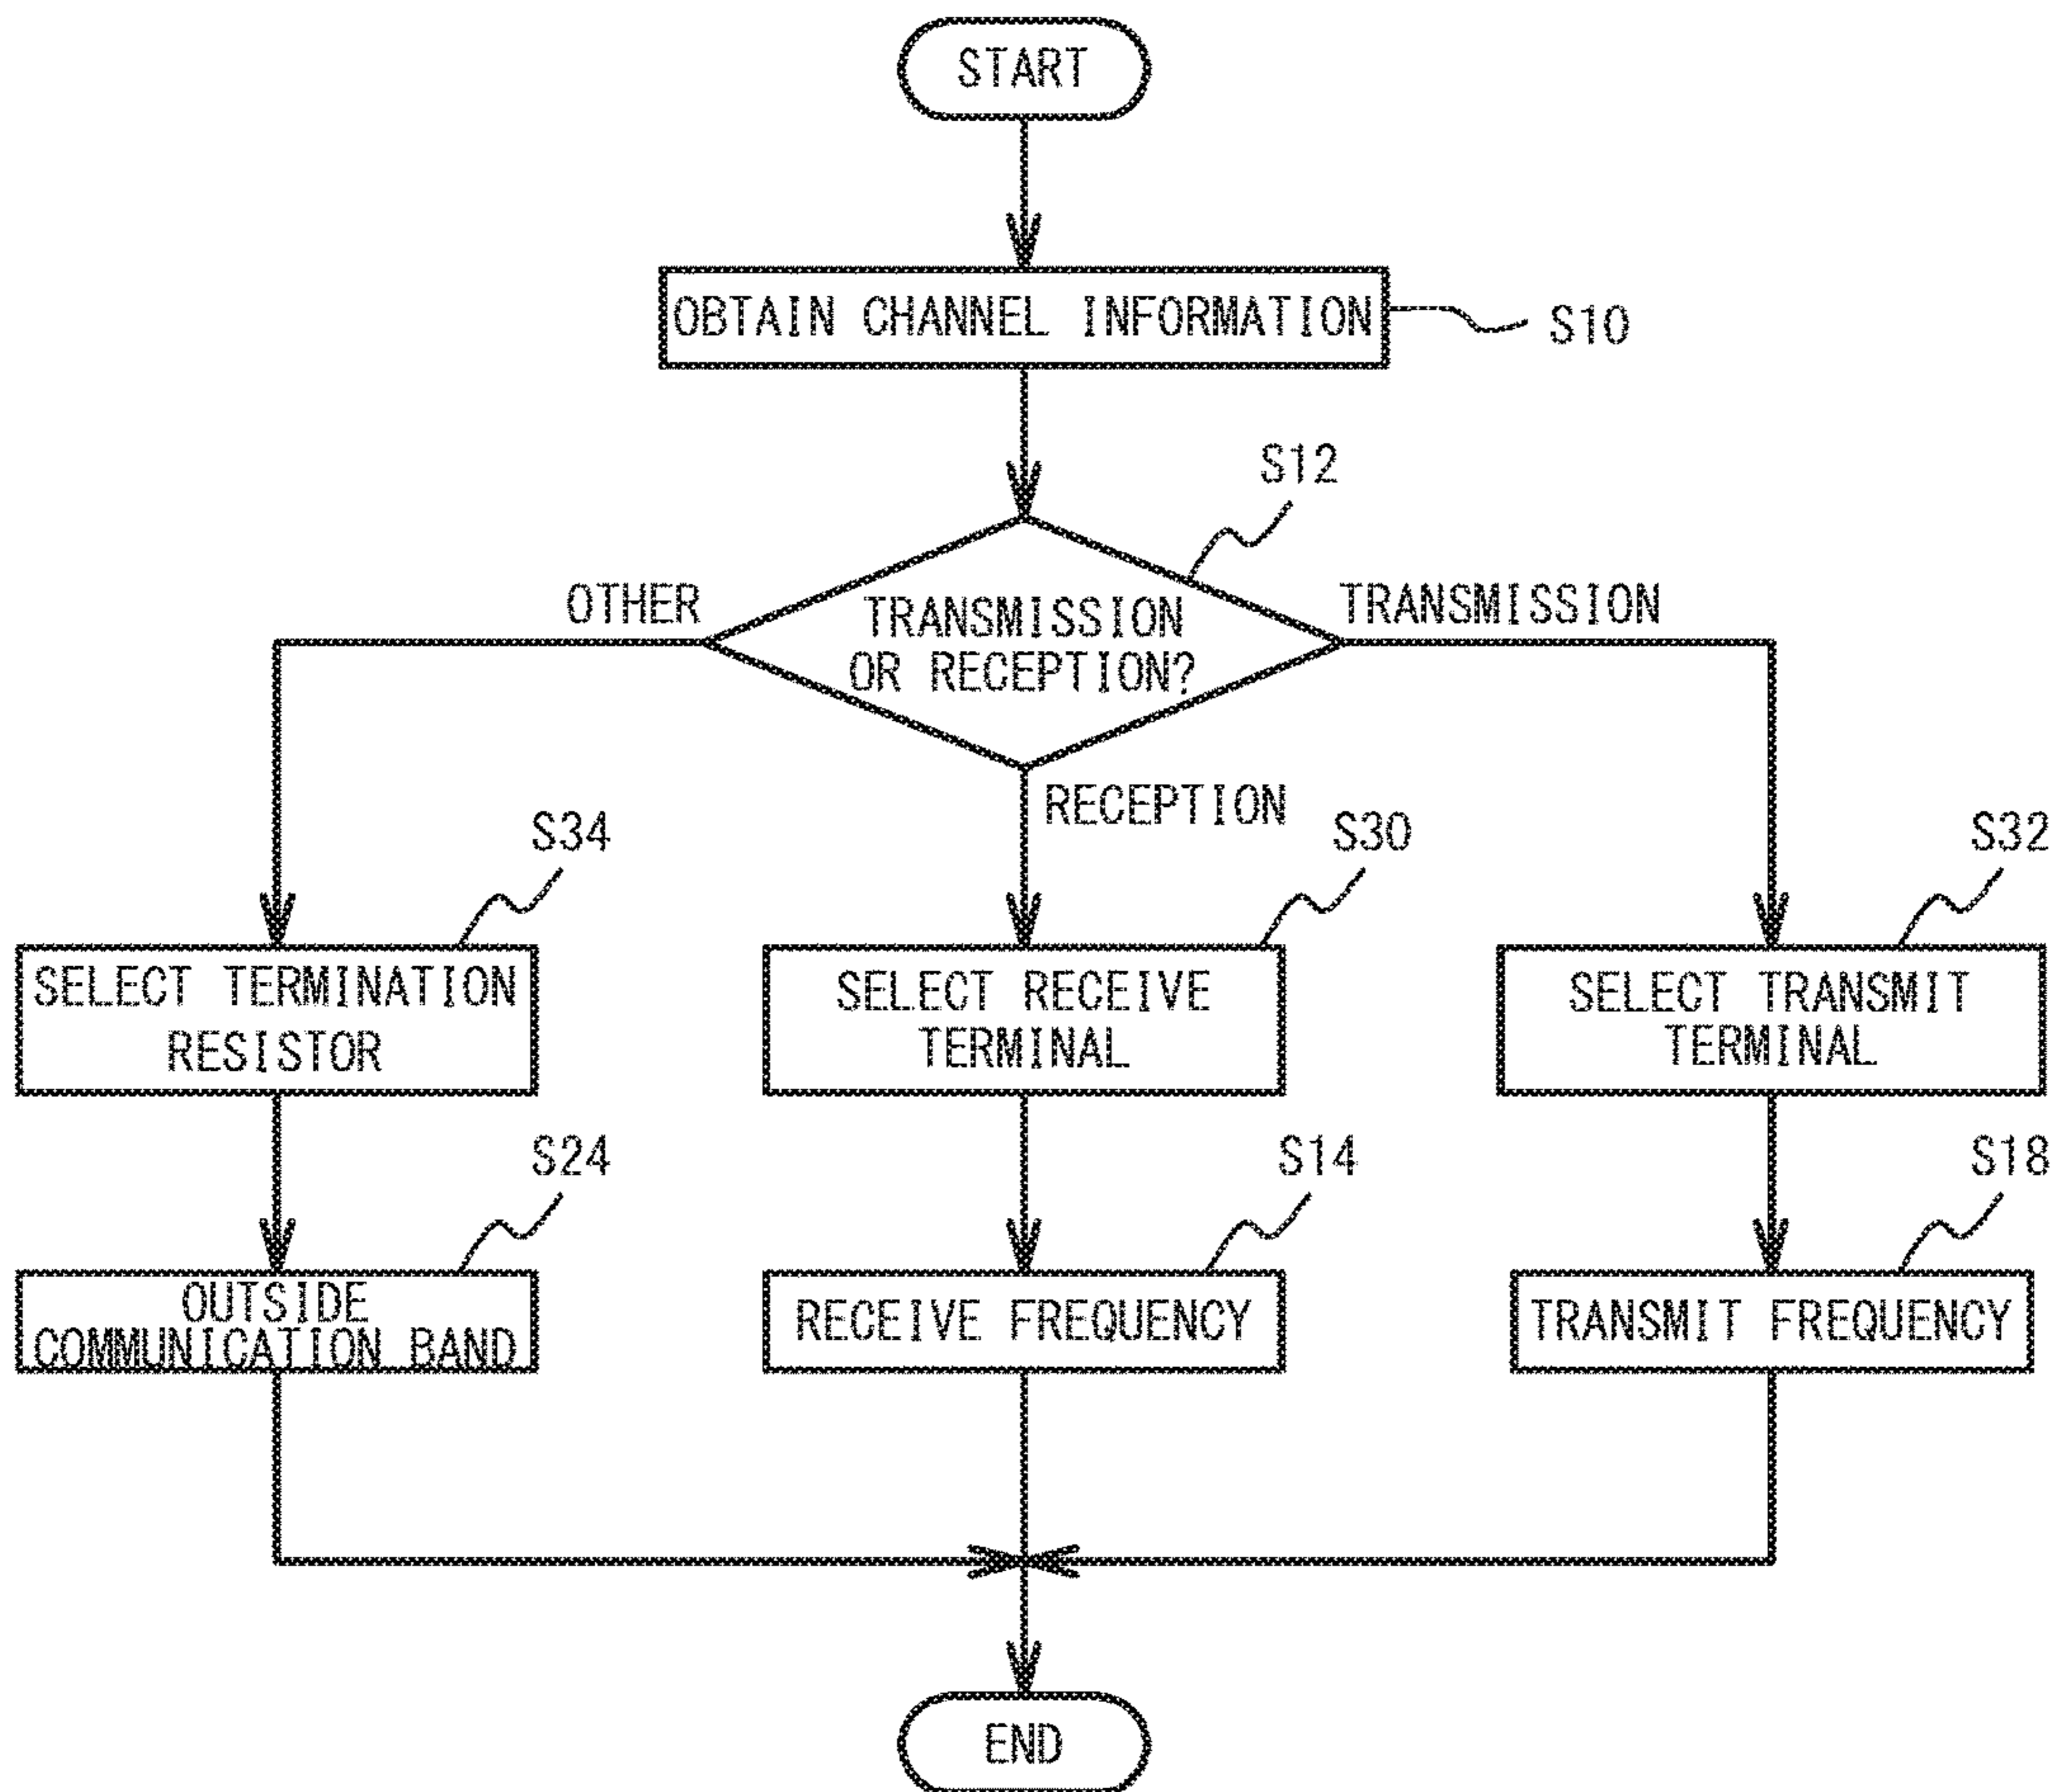 START
OBTAIN CHANNEL INFORMATION
S10
S12
OTHER
TRANSMISSION
OR RECEPTION?
TRANSMISSION
RECEPTION
S34
S30
S32
SELECT TERMINATION
RESISTOR
SELECT RECEIVE
TERMINAL
SELECT TRANSMIT
TERMINAL
S24
S14
S18
OUTSIDE
COMMUNICATION BAND
RECEIVE FREQUENCY
TRANSMIT FREQUENCY
END